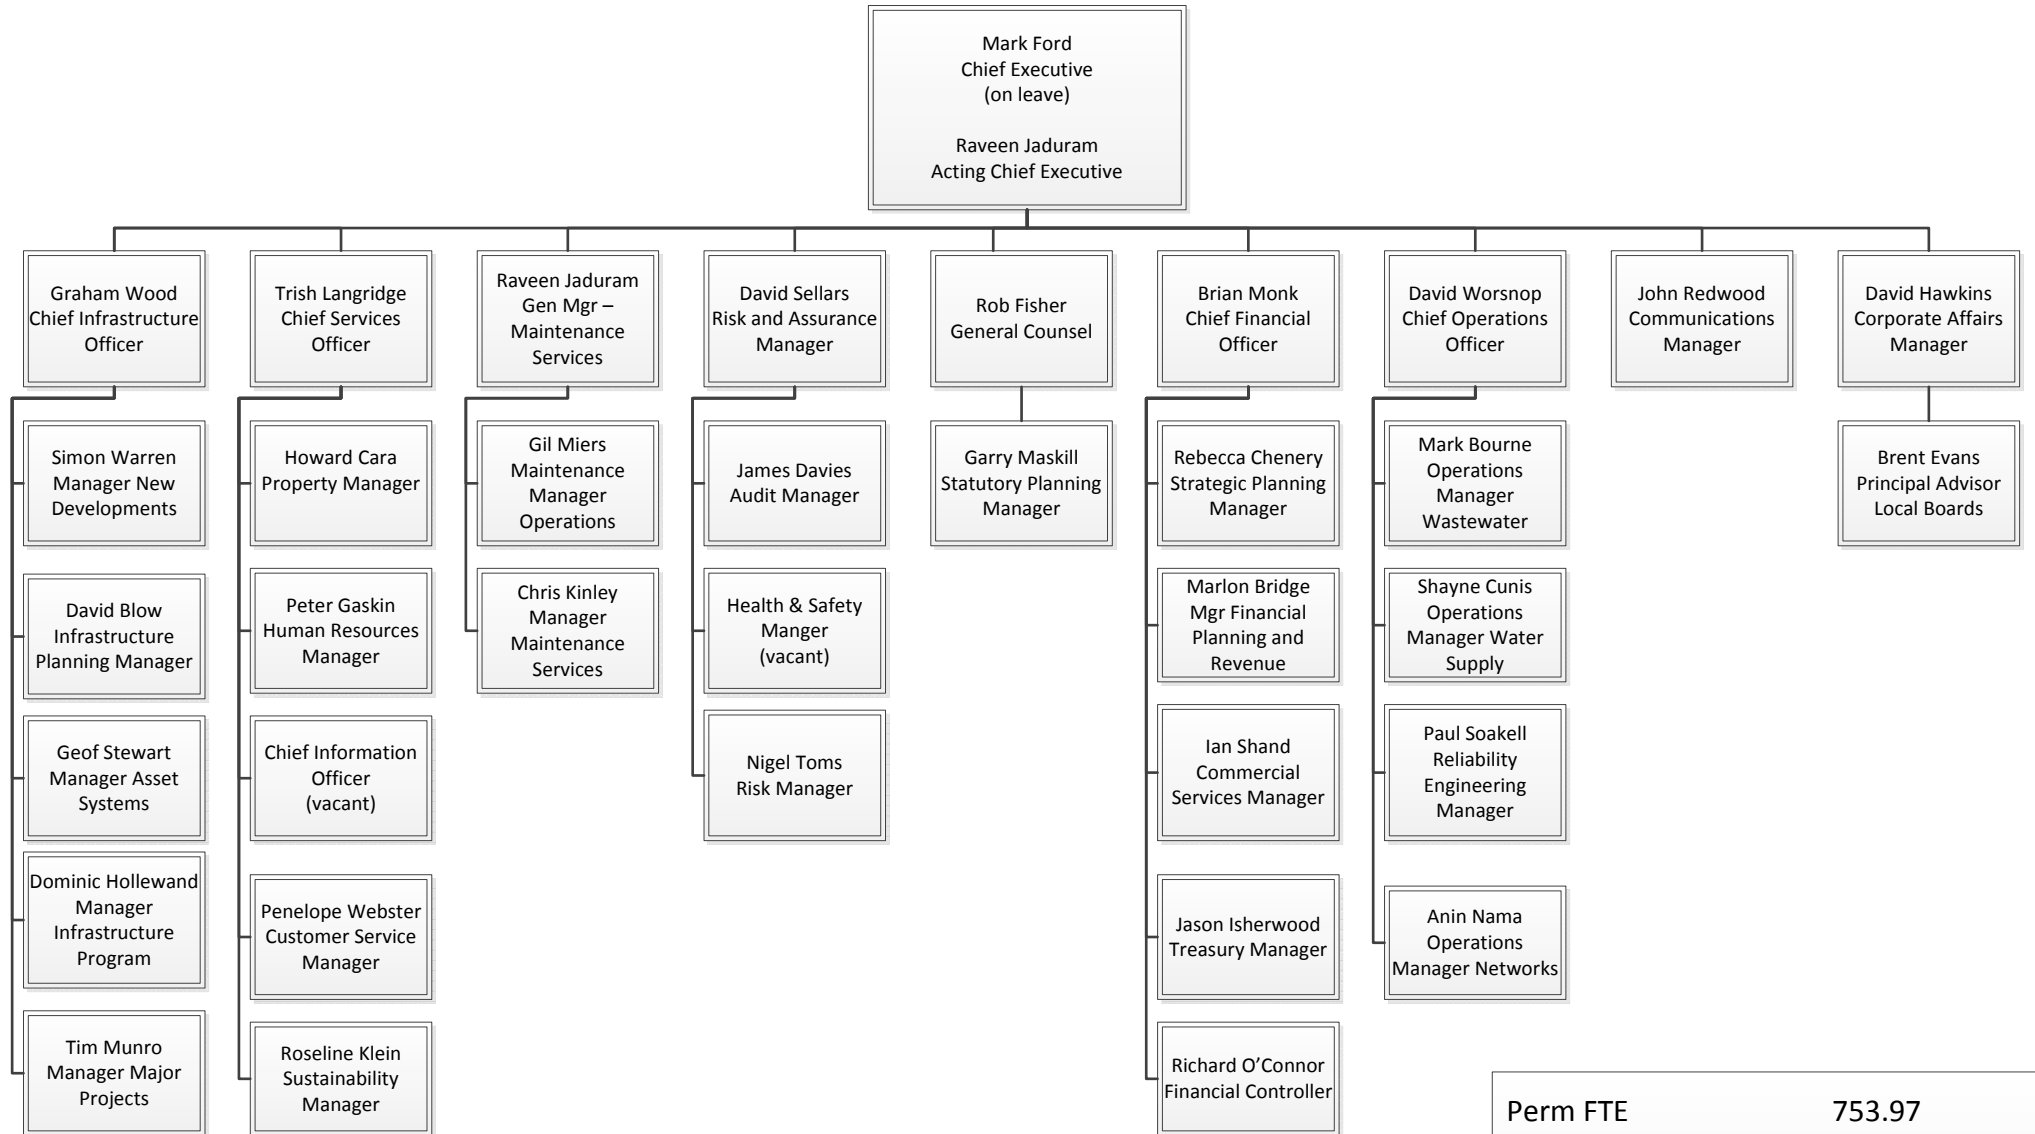 Mark Ford
Chief Executive
(on leave)
Raveen Jaduram
Acting Chief Executive
Graham Wood
Chief Infrastructure
Officer
Trish Langridge
Chief Services
Officer
Raveen Jaduram
Gen Mgr –
Maintenance
Services
David Sellars
Risk and Assurance
Manager
Rob Fisher
General Counsel
Brian Monk
Chief Financial
Officer
David Worsnop
Chief Operations
Officer
John Redwood
Communications
Manager
David Hawkins
Corporate Affairs
Manager
Simon Warren
Manager New
Developments
Howard Cara
Property Manager
Gil Miers
Maintenance
Manager
Operations
James Davies
Audit Manager
Garry Maskill
Statutory Planning
Manager
Rebecca Chenery
Strategic Planning
Manager
Mark Bourne
Operations
Manager
Wastewater
Brent Evans
Principal Advisor
Local Boards
David Blow
Infrastructure
Planning Manager
Peter Gaskin
Human Resources
Manager
Chris Kinley
Manager
Maintenance
Services
Health & Safety
Manger
(vacant)
Marlon Bridge
Mgr Financial
Planning and
Revenue
Shayne Cunis
Operations
Manager Water
Supply
Geof Stewart
Manager Asset
Systems
Chief Information
Officer
(vacant)
Nigel Toms
Risk Manager
Ian Shand
Commercial
Services Manager
Paul Soakell
Reliability
Engineering
Manager
Dominic Hollewand
Manager
Infrastructure
Program
Penelope Webster
Customer Service
Manager
Jason Isherwood
Treasury Manager
Anin Nama
Operations
Manager Networks
Tim Munro
Manager Major
Projects
Roseline Klein
Sustainability
Manager
Richard O’Connor
Financial Controller
Perm FTE 753.97